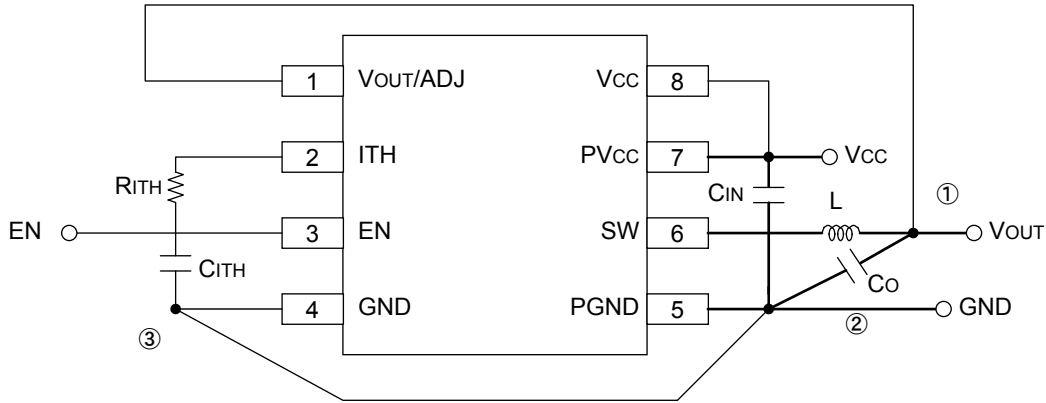 1 VOUT/ADJ VCC 8
2 ITH PVCC 7 VCC
RITH CIN L ①
EN 3 EN SW 6 VOUT
CITH CO
4 GND PGND 5 GND
③ ②